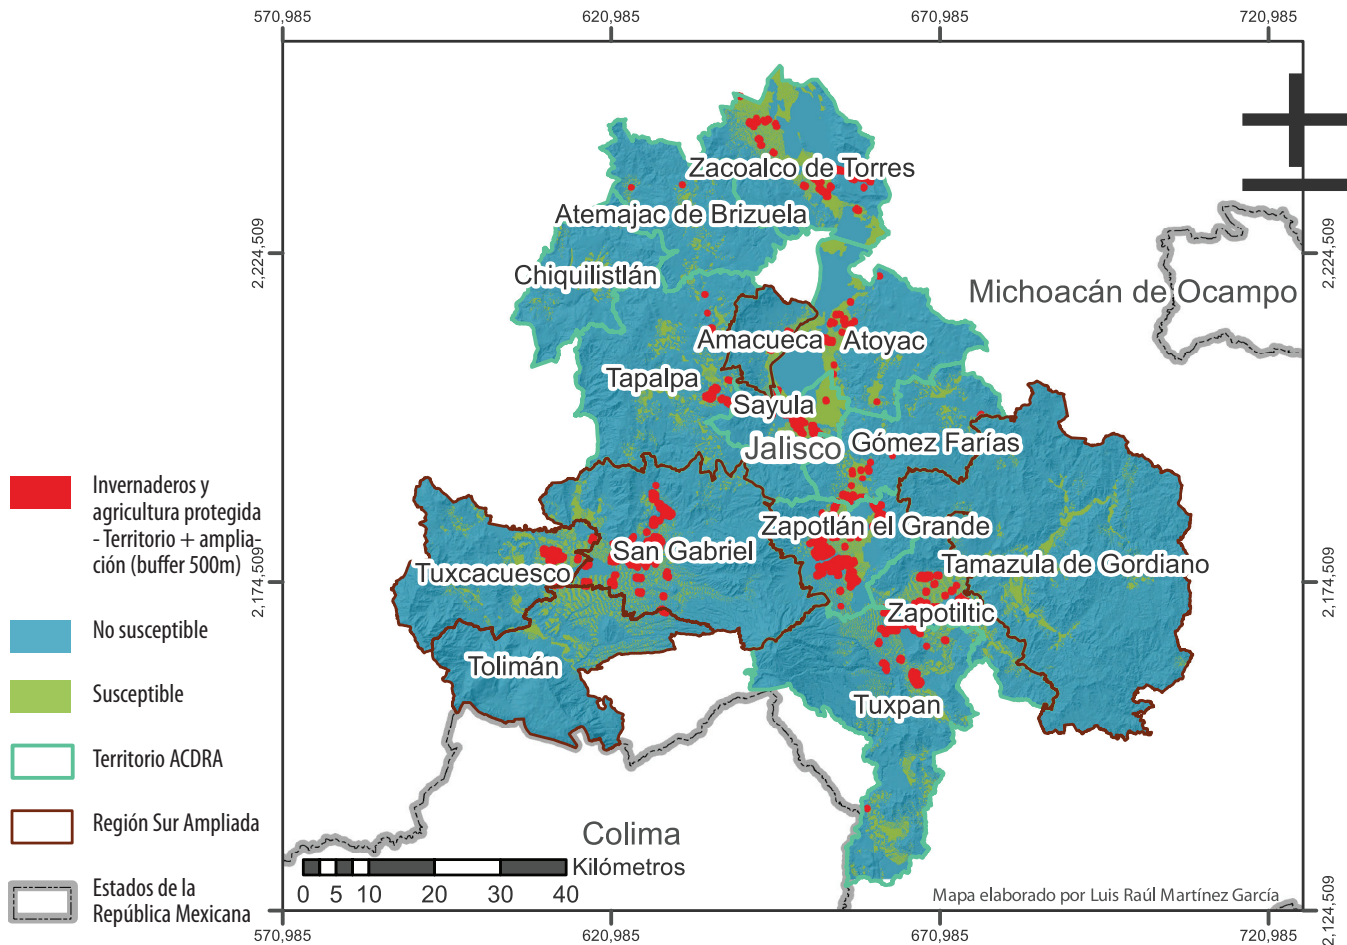 570,985
620,985
670,985
720,985
2,224,509
2,224,509
2,174,509
2,174,509
2,124,509
Zacoalco de Torres
Atemajac de Brizuela
Chiquilistlán
Michoacán de Ocampo
Amacueca
Atoyac
Tapalpa
Sayula
Jalisco
Gómez Farías
Zapotlán el Grande
San Gabriel
Tamazula de Gordiano
Tuxcacuesco
Zapotiltic
Tolimán
Tuxpan
Colima
Invernaderos y
agricultura protegida
- Territorio + amplia-
ción (buffer 500m)
No susceptible
Susceptible
Territorio ACDRA
Región Sur Ampliada
Estados de la
República Mexicana
Kilómetros
0 5 10 20 30 40
Mapa elaborado por Luis Raúl Martínez García
570,985
620,985
670,985
720,985